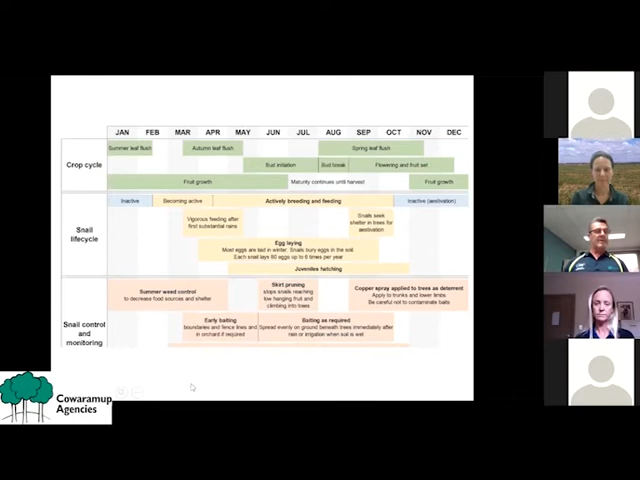 JAN FEB MAR APR MAY JUN JUL AUG SEP OCT NOV DEC
Summer leaf flush Autumn leaf flush Spring leaf flush
Crop cycle
Bud initiation Bud break Flowering and fruit set
Fruit growth Maturity continues until harvest Fruit growth
Inactive Becoming active Actively breeding and feeding Inactive (aestivation)
Snail
lifecycle
Vigorous feeding after
first substantial rains
Snails seek
shelter in trees for
aestivation
Egg laying
Most eggs are laid in winter. Snails bury eggs in the soil.
Each snail lays 80 eggs up to 6 times per year
Juveniles hatching
Snail control
and
monitoring
Summer weed control
to decrease food sources and shelter
Skirt pruning
stops snails reaching
low hanging fruit and
climbing into trees
Copper spray applied to trees as deterrent
Apply to trunks and lower limbs
Be careful not to contaminate baits
Early baiting
boundaries and fence lines and
in orchard if required
Baiting as required
Spread evenly on ground beneath trees immediately after
rain or irrigation when soil is wet
Cowaramup
Agencies